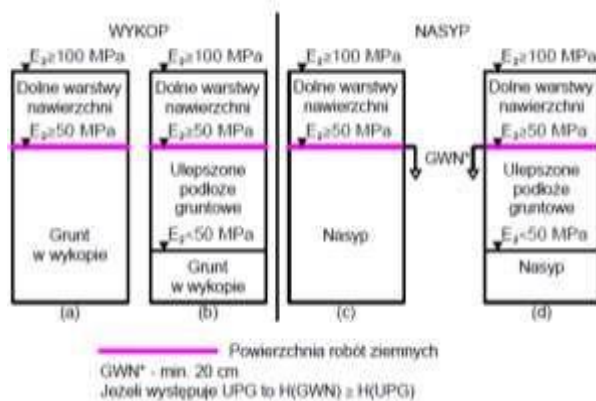 WYKOP
NASYP
E₂≥100 MPa
Dolne warstwy
nawierzchni
E₂≥50 MPa
Grunt
w wykopie
(a)
E₂≥100 MPa
Dolne warstwy
nawierzchni
E₂≥50 MPa
Ulepszone
podłoże
gruntowe
E₂<50 MPa
Grunt
w wykopie
(b)
E₂≥100 MPa
Dolne warstwy
nawierzchni
E₂≥50 MPa
GWN*
Nasyp
(c)
E₂≥100 MPa
Dolne warstwy
nawierzchni
E₂≥50 MPa
Ulepszone
podłoże
gruntowe
E₂<50 MPa
Nasyp
(d)
Powierzchnia robót ziemnych
GWN* - min. 20 cm
Jeżeli występuje UPG to H(GWN) ≥ H(UPG)